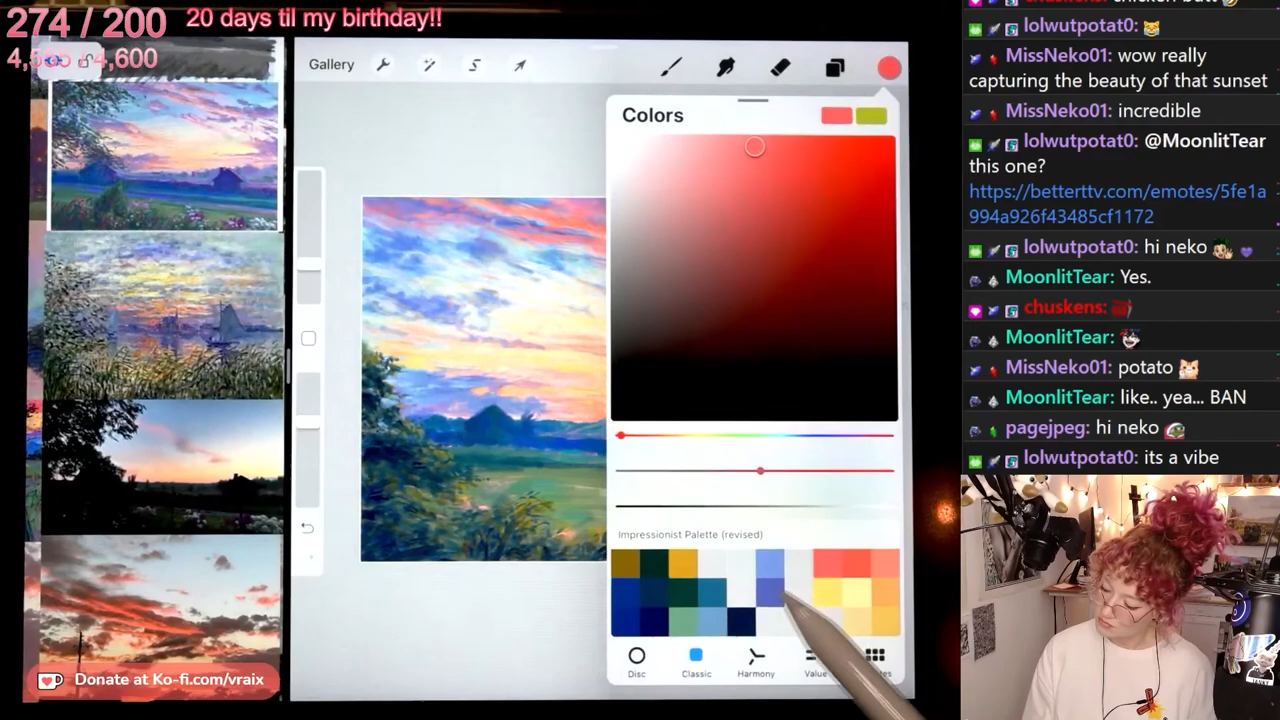 274 / 200
20 days til my birthday!!
4,600
Gallery
Colors
Impressionist Palette (revised)
Disc
Classic
Harmony
Value
Donate at Ko-fi.com/vraix
lolwutpotat0:
MissNeko01: wow really
capturing the beauty of that sunset
MissNeko01: incredible
lolwutpotat0: @MoonlitTear
this one?
https://betterttv.com/emotes/5fe1a
994a926f43485cf1172
lolwutpotat0: hi neko
MoonlitTear: Yes.
chuskens:
MoonlitTear:
MissNeko01: potato
MoonlitTear: like.. yea... BAN
pagejpeg: hi neko
lolwutpotat0: its a vibe